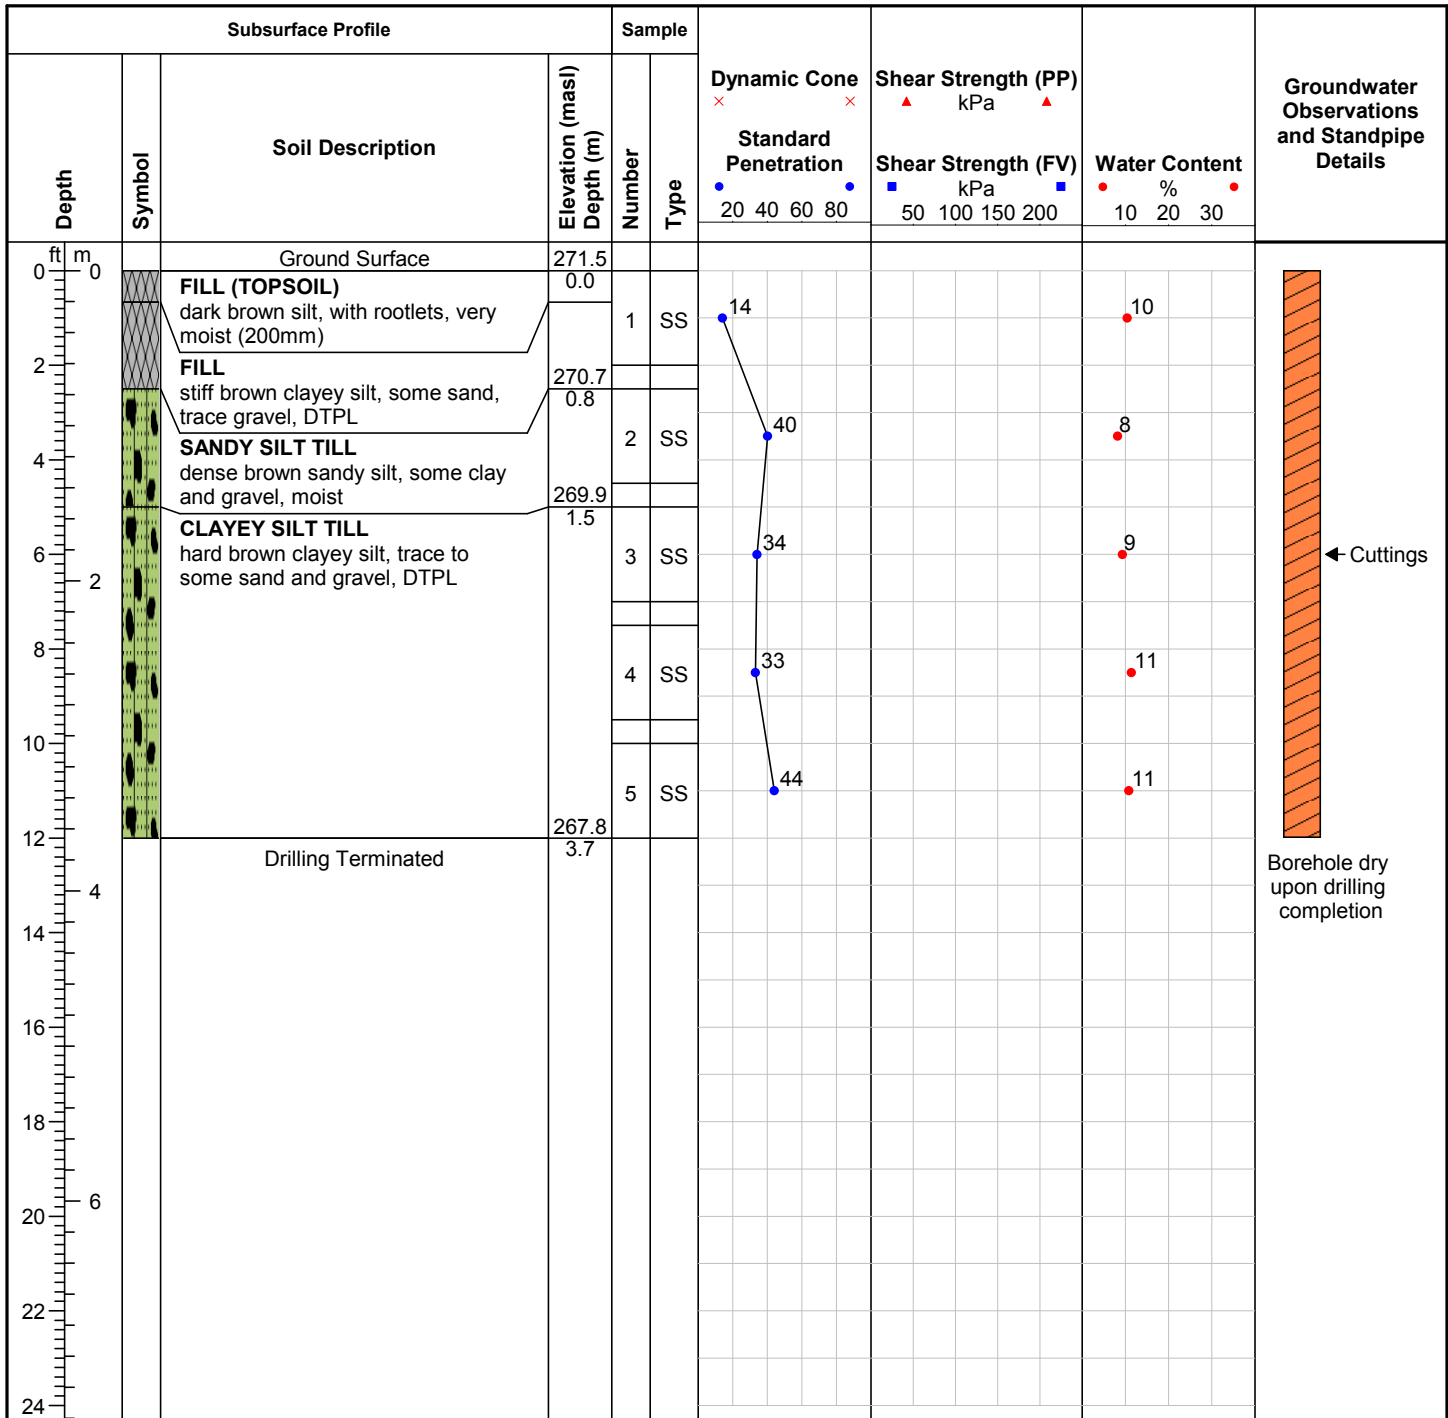 Subsurface Profile
Sample
Depth
Symbol
Soil Description
Elevation (masl)
Depth (m)
Number
Type
Dynamic Cone
Standard
Penetration
20 40 60 80
Shear Strength (PP)
kPa
Shear Strength (FV)
kPa
50 100 150 200
Water Content
%
10 20 30
Groundwater
Observations
and Standpipe
Details
ft m
Ground Surface
271.5
0 0
0.0
FILL (TOPSOIL)
dark brown silt, with rootlets, very
moist (200mm)
1 SS
14
10
2
FILL
stiff brown clayey silt, some sand,
trace gravel, DTPL
270.7
0.8
2 SS
40
8
4
SANDY SILT TILL
dense brown sandy silt, some clay
and gravel, moist
269.9
1.5
CLAYEY SILT TILL
hard brown clayey silt, trace to
some sand and gravel, DTPL
3 SS
34
9
Cuttings
6
2
8
4 SS
33
11
10
5 SS
44
11
267.8
12
3.7
Drilling Terminated
Borehole dry
upon drilling
completion
4
14
16
18
6
20
22
24